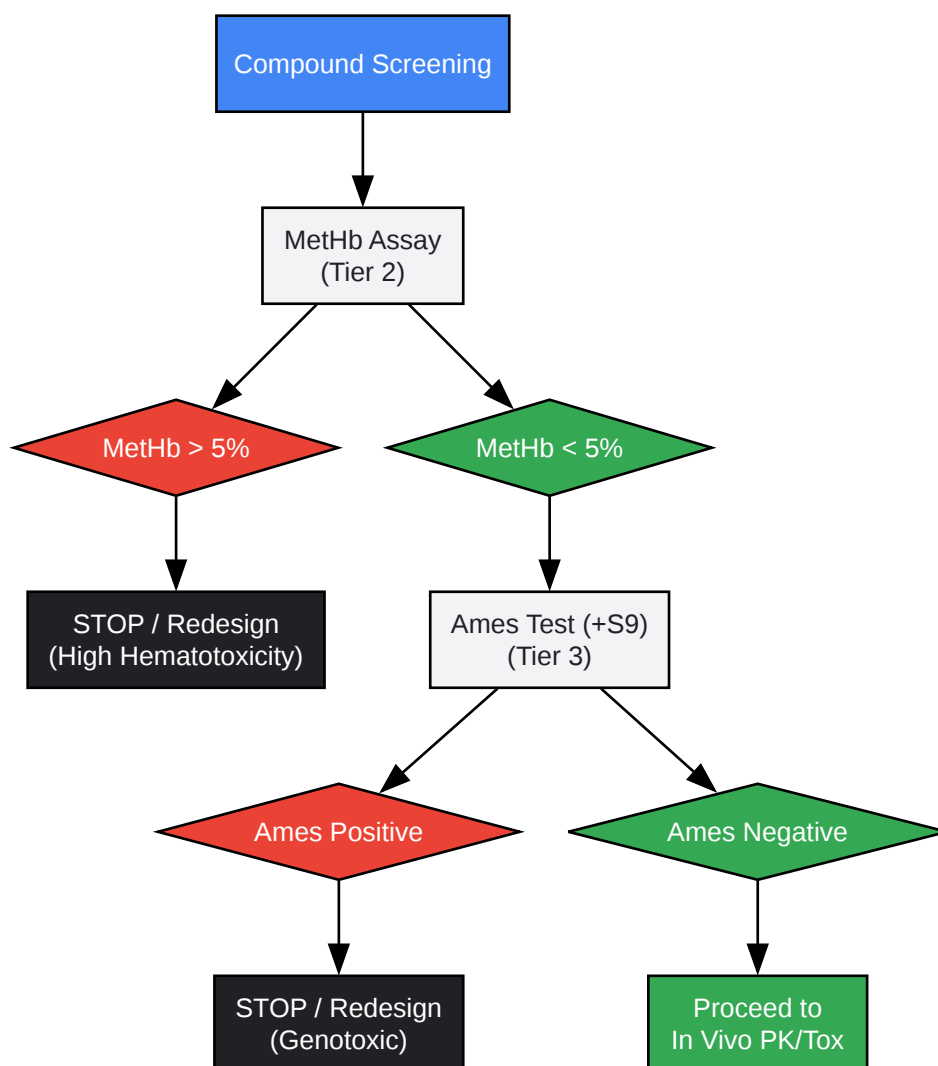 Compound Screening
MetHb Assay
(Tier 2)
MetHb > 5%
MetHb < 5%
STOP / Redesign
(High Hematotoxicity)
Ames Test (+S9)
(Tier 3)
Ames Positive
Ames Negative
STOP / Redesign
(Genotoxic)
Proceed to
In Vivo PK/Tox